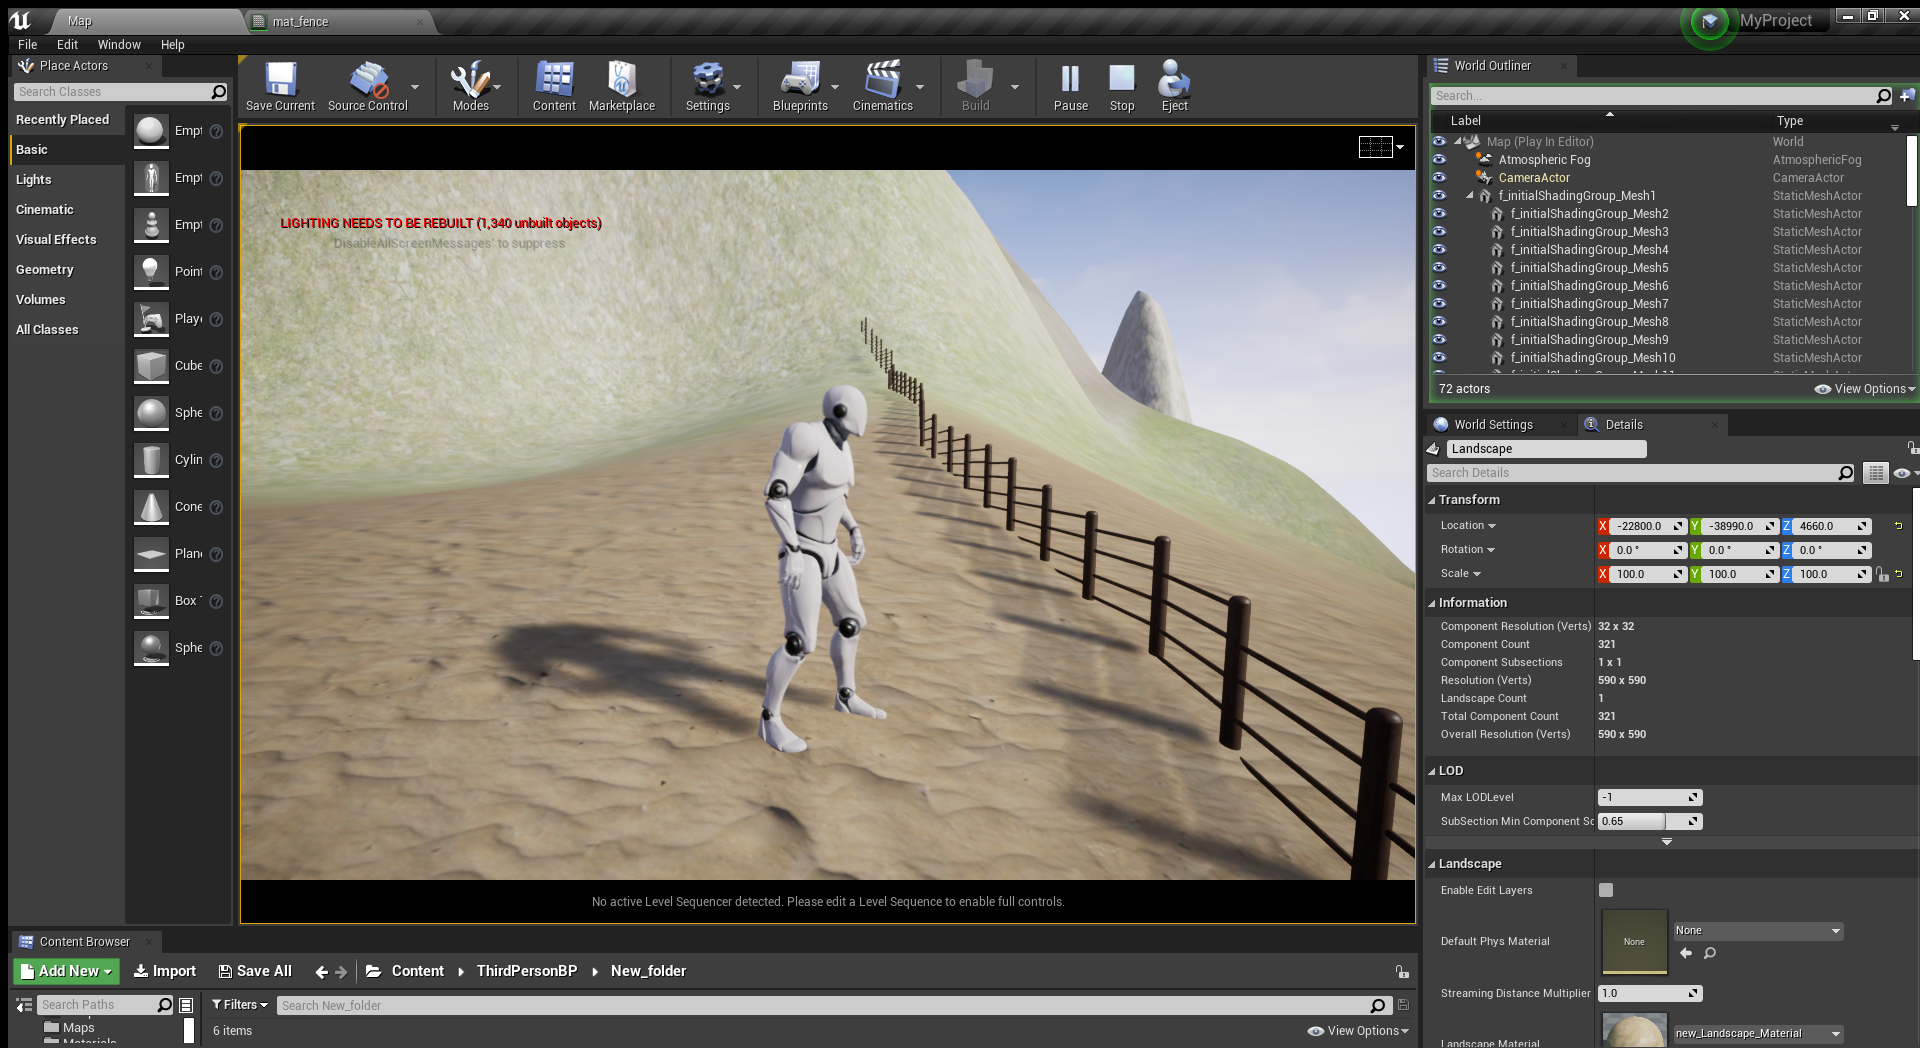 Map
mat_fence
MyProject
File Edit Window Help
Place Actors
Search Classes
Recently Placed
Basic
Lights
Cinematic
Visual Effects
Geometry
Volumes
All Classes
Empt
Empt
Empt
Point
Playe
Cube
Sphe
Cylin
Cone
Plane
Box T
Sphe
Save Current
Source Control
Modes
Content
Marketplace
Settings
Blueprints
Cinematics
Build
Pause
Stop
Eject
LIGHTING NEEDS TO BE REBUILT (1,340 unbuilt objects)
'DisableAllScreenMessages' to suppress
No active Level Sequencer detected. Please edit a Level Sequence to enable full controls.
World Outliner
Search...
Label Type
Map (Play In Editor) World
Atmospheric Fog AtmosphericFog
CameraActor CameraActor
f_initialShadingGroup_Mesh1 StaticMeshActor
f_initialShadingGroup_Mesh2 StaticMeshActor
f_initialShadingGroup_Mesh3 StaticMeshActor
f_initialShadingGroup_Mesh4 StaticMeshActor
f_initialShadingGroup_Mesh5 StaticMeshActor
f_initialShadingGroup_Mesh6 StaticMeshActor
f_initialShadingGroup_Mesh7 StaticMeshActor
f_initialShadingGroup_Mesh8 StaticMeshActor
f_initialShadingGroup_Mesh9 StaticMeshActor
f_initialShadingGroup_Mesh10 StaticMeshActor
72 actors View Options
World Settings Details
Landscape
Search Details
Transform
Location X -22800.0 Y -38990.0 Z 4660.0
Rotation X 0.0 ° Y 0.0 ° Z 0.0 °
Scale X 100.0 Y 100.0 Z 100.0
Information
Component Resolution (Verts) 32 x 32
Component Count 321
Component Subsections 1 x 1
Resolution (Verts) 590 x 590
Landscape Count 1
Total Component Count 321
Overall Resolution (Verts) 590 x 590
LOD
Max LODLevel -1
SubSection Min Component Sc 0.65
Landscape
Enable Edit Layers
Default Phys Material None None
Streaming Distance Multiplier 1.0
Landscape Material new_Landscape_Material
Content Browser
Add New Import Save All Content ThirdPersonBP New_folder
Search Paths Filters Search New_folder
Maps
Materials
6 items View Options